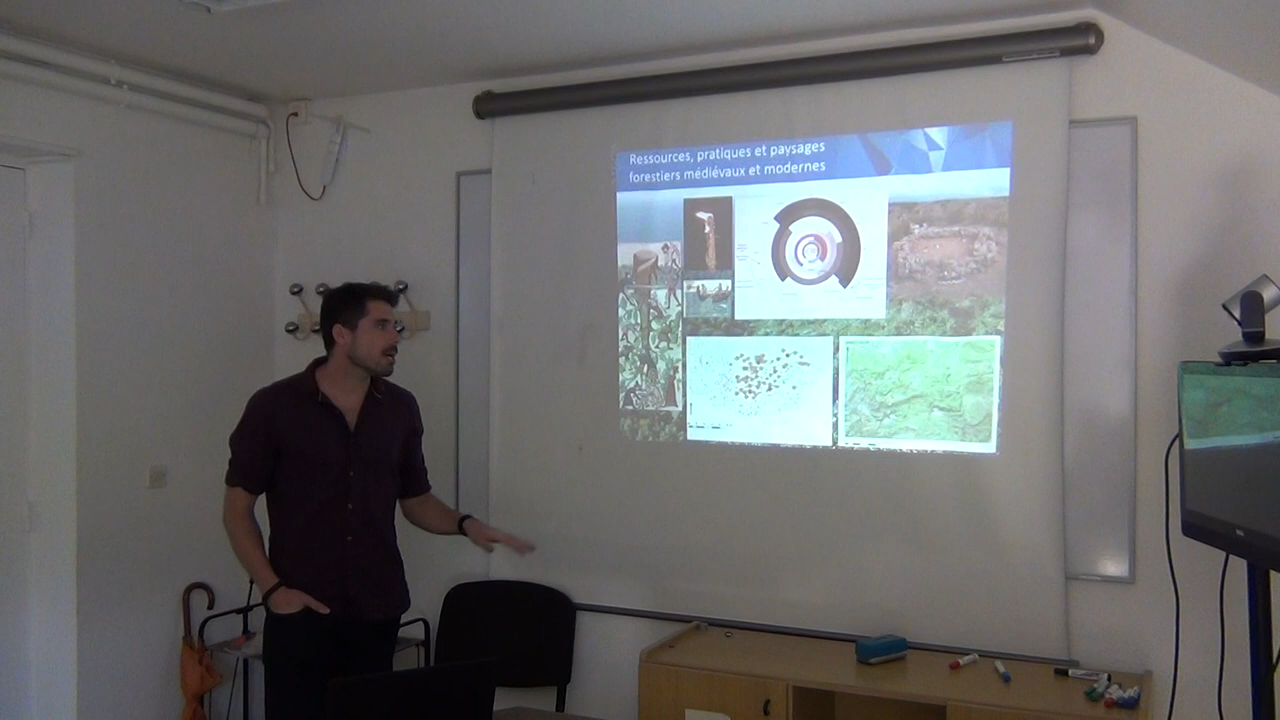 Ressources, pratiques et paysages
forestiers médiévaux et modernes